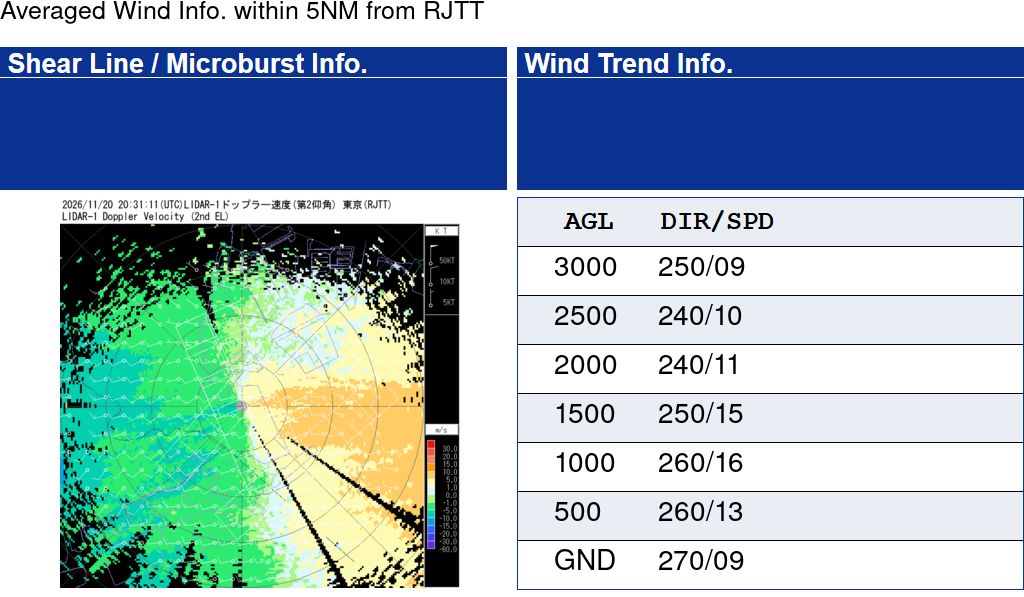 Averaged Wind Info. within 5NM from RJTT
Shear Line / Microburst Info.
Wind Trend Info.
2026/11/20 20:31:11(UTC)LIDAR-1ドップラー速度(第2仰角) 東京(RJTT)
LIDAR-1 Doppler Velocity (2nd EL)
KT
50KT
10KT
5KT
m/s
30.0
20.0
15.0
10.0
5.0
1.0
0.0
-1.0
-5.0
-10.0
-15.0
-20.0
-30.0
-60.0
AGL DIR/SPD
3000 250/09
2500 240/10
2000 240/11
1500 250/15
1000 260/16
500 260/13
GND 270/09